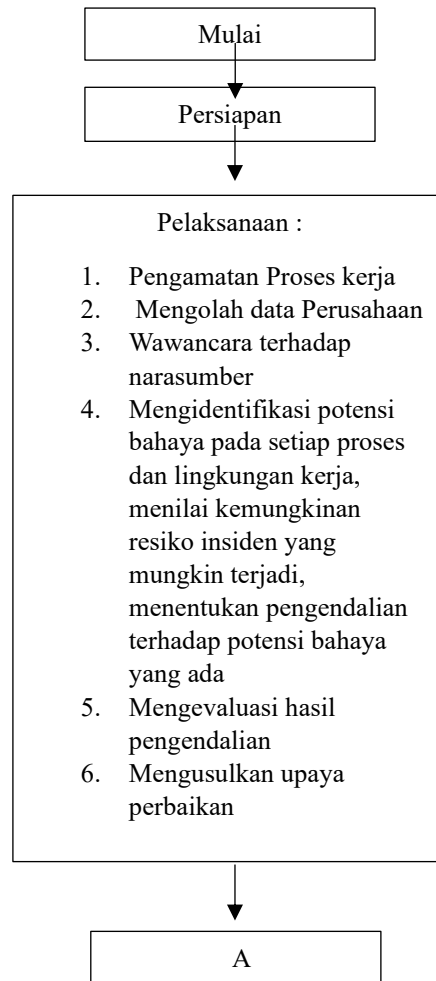 Mulai
Persiapan
Pelaksanaan :
1. Pengamatan Proses kerja
2. Mengolah data Perusahaan
3. Wawancara terhadap
narasumber
4. Mengidentifikasi potensi
bahaya pada setiap proses
dan lingkungan kerja,
menilai kemungkinan
resiko insiden yang
mungkin terjadi,
menentukan pengendalian
terhadap potensi bahaya
yang ada
5. Mengevaluasi hasil
pengendalian
6. Mengusulkan upaya
perbaikan
A